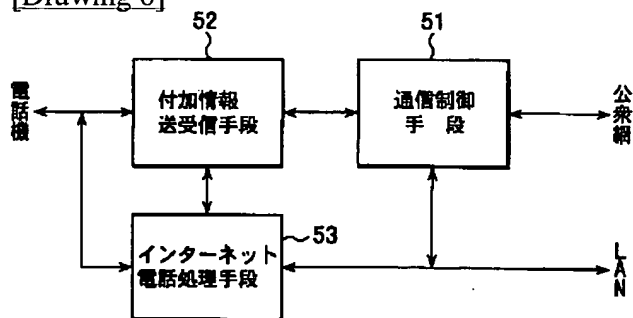 [Drawing 6]
52
51
電話機
付加情報
送受信手段
通信制御
手 段
公衆網
53
インターネット
電話処理手段
LAN